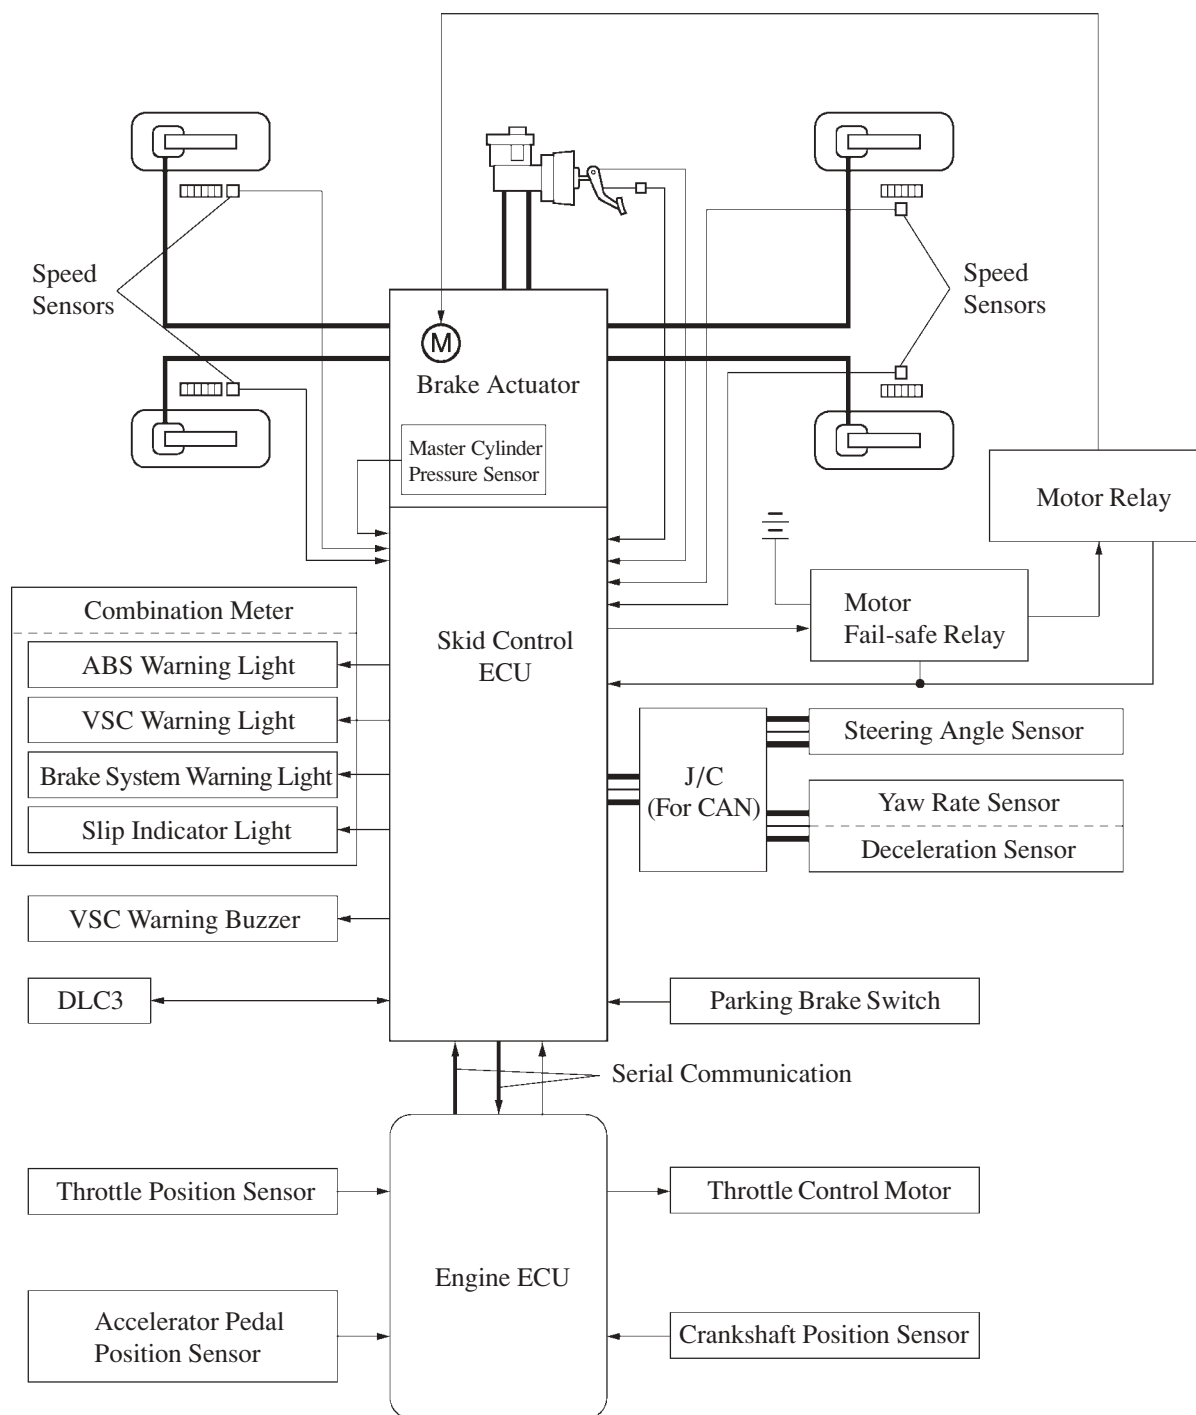 Speed
Sensors
Speed
Sensors
M
Brake Actuator
Master Cylinder
Pressure Sensor
Motor Relay
Motor
Fail-safe Relay
Combination Meter
ABS Warning Light
VSC Warning Light
Brake System Warning Light
Slip Indicator Light
Skid Control
ECU
J/C
(For CAN)
Steering Angle Sensor
Yaw Rate Sensor
Deceleration Sensor
VSC Warning Buzzer
DLC3
Parking Brake Switch
Serial Communication
Throttle Position Sensor
Throttle Control Motor
Engine ECU
Accelerator Pedal
Position Sensor
Crankshaft Position Sensor